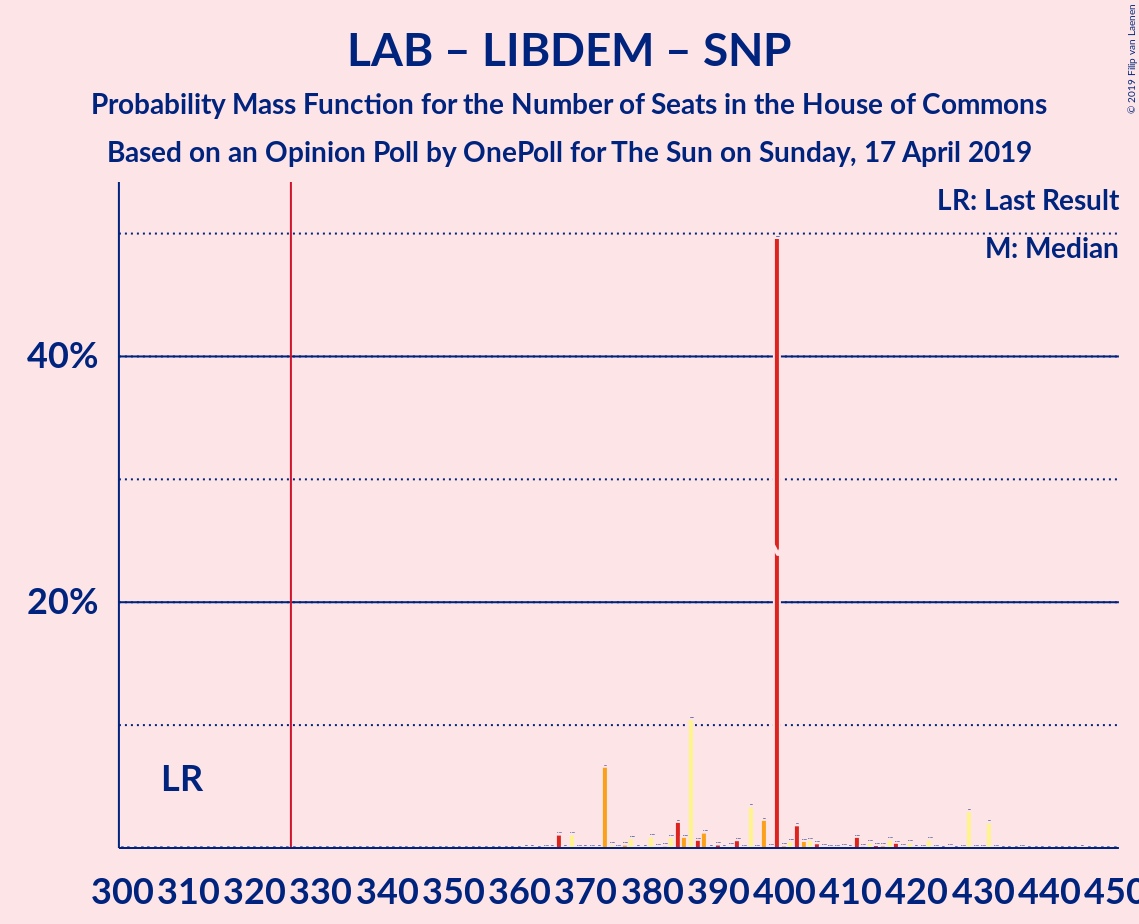 LAB – LIBDEM – SNP
Probability Mass Function for the Number of Seats in the House of Commons
Based on an Opinion Poll by OnePoll for The Sun on Sunday, 17 April 2019
© 2019 Filip van Laenen
LR: Last Result
M: Median
40%
20%
LR
300 310 320 330 340 350 360 370 380 390 400 410 420 430 440 450